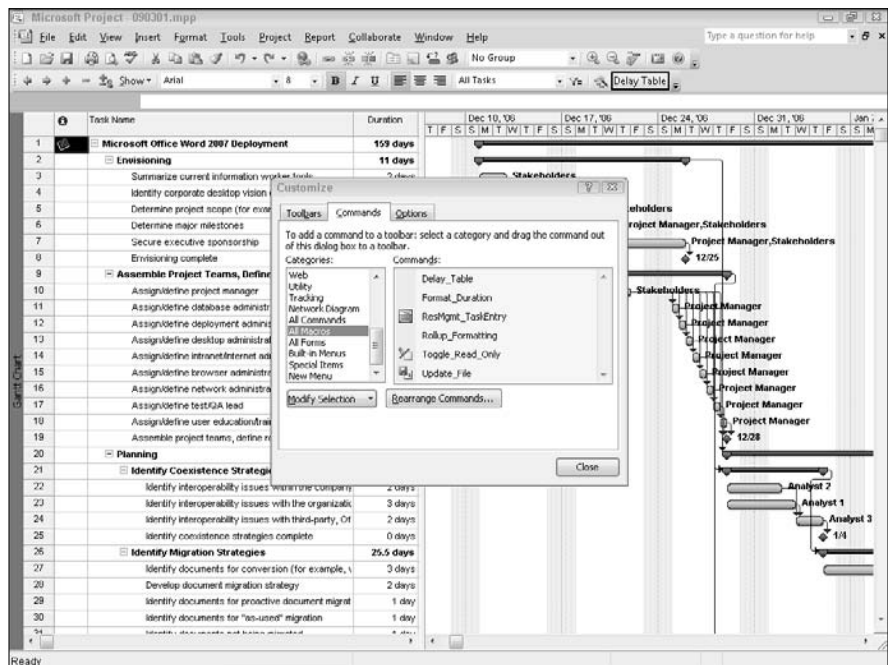 Microsoft Project - 090301.mpp
File Edit View Insert Format Tools Project Report Collaborate Window Help
Type a question for help
No Group
Show Arial 8 B I U All Tasks Delay Table
Task Name Duration
Dec 10, '06 Dec 17, '06 Dec 24, '06 Dec 31, '06 Jan
T F S S M T W T F S S M T W T F S S M T W T F S S M T W T F S S M
1 Microsoft Office Word 2007 Deployment 159 days
2 Envisioning 11 days
3 Summarize current information worker tools 2 days Stakeholders
4 Identify corporate desktop vision
5 Determine project scope (for exam eholders
6 Determine major milestones roject Manager,Stakeholders
7 Secure executive sponsorship Project Manager,Stakeholders
8 Envisioning complete 12/25
9 Assemble Project Teams, Define
10 Assign/define project manager Stakeholders
11 Assign/define database administr Project Manager
12 Assign/define deployment adminis Project Manager
13 Assign/define desktop administrat Project Manager
14 Assign/define intranet/internet adm Project Manager
15 Assign/define browser administra Project Manager
16 Assign/define network administra Project Manager
17 Assign/define test/QA lead Project Manager
18 Assign/define user education/trai Project Manager
19 Assemble project teams, define r 12/28
20 Planning
21 Identify Coexistence Strategie
22 Identify interoperability issues within the company 2 days Analyst 2
23 Identify interoperability issues with the organizatic 3 days Analyst 1
24 Identify interoperability issues with third-party, Of 2 days Analyst 3
25 Identify coexistence strategies complete 0 days 1/4
26 Identify Migration Strategies 25.5 days
27 Identify documents for conversion (for example, 3 days
28 Develop document migration strategy 2 days
29 Identify documents for proactive document migrat 1 day
30 Identify documents for "as-used" migration 1 day
31
Gantt Chart
Customize
Toolbars Commands Options
To add a command to a toolbar: select a category and drag the command out
of this dialog box to a toolbar.
Categories: Commands:
Web
Utility
Tracking
Network Diagram
All Commands
All Macros
All Forms
Built-in Menus
Special Items
New Menu
Delay_Table
Format_Duration
ResMgmt_TaskEntry
Rollup_Formatting
Toggle_Read_Only
Update_File
Modify Selection Rearrange Commands...
Close
Ready